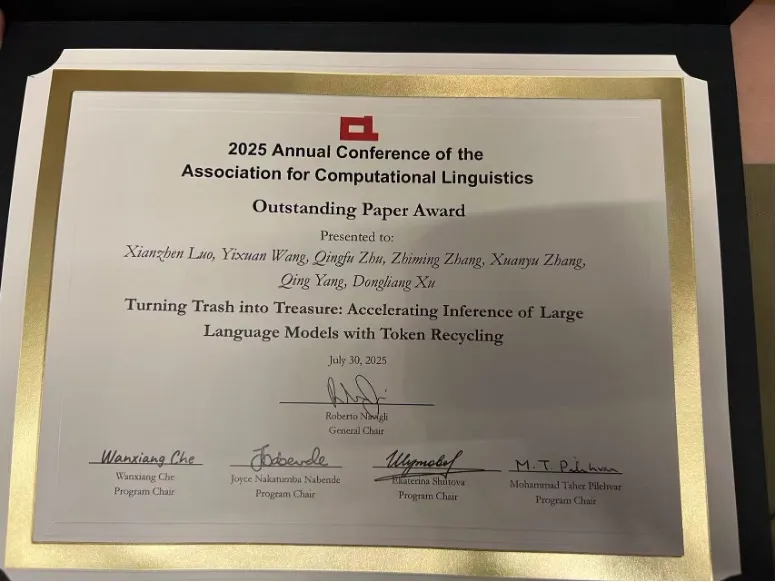 2025 Annual Conference of the
Association for Computational Linguistics
Outstanding Paper Award
Presented to:
Xianzhen Luo, Yixuan Wang, Qingfu Zhu, Zhiming Zhang, Xuanyu Zhang,
Qing Yang, Dongliang Xu
Turning Trash into Treasure: Accelerating Inference of Large
Language Models with Token Recycling
July 30, 2025
Roberto Navigli
General Chair
Wanxiang Che
M. T. Pilehvar
Wanxiang Che
Program Chair
Joyce Nakatumba Nabende
Program Chair
Ekaterina Shutova
Program Chair
Mohammad Taher Pilehvar
Program Chair